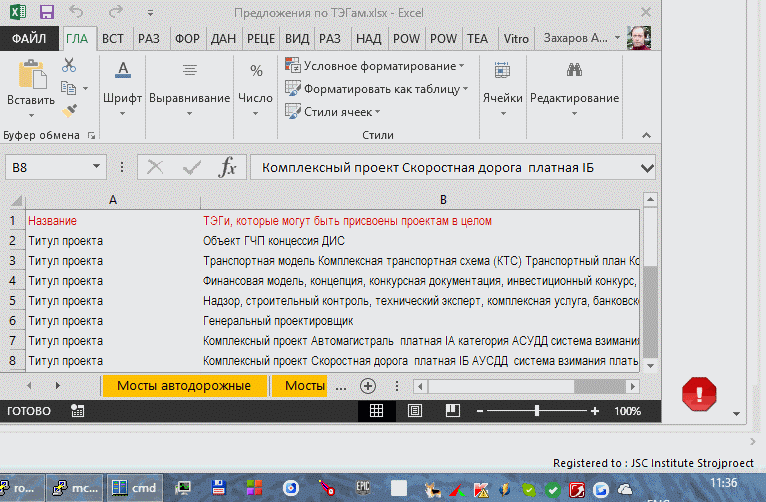 Предложения по ТЭГам.xlsx - Excel
ФАЙЛ ГЛА ВСТ РАЗ ФОР ДАН РЕЦЕ ВИД РАЗ НАД POW POW TEA Vitro Захаров А...
Вставить
Шрифт
Выравнивание
%
Число
Условное форматирование
Форматировать как таблицу
Стили ячеек
Ячейки
Редактирование
Буфер обмена
Стили
B8
fx
Комплексный проект Скоростная дорога платная IБ
A B
1 Название ТЭГи, которые могут быть присвоены проектам в целом
2 Титул проекта Объект ГЧП концессия ДИС
3 Титул проекта Транспортная модель Комплексная транспортная схема (КТС) Транспортный план Ко
4 Титул проекта Финансовая модель, концепция, конкурсная документация, инвестиционный конкурс,
5 Титул проекта Надзор, строительный контроль, технический эксперт, комплексная услуга, банковск
6 Титул проекта Генеральный проектировщик
7 Титул проекта Комплексный проект Автомагистраль платная IА категория АСУДД система взимани
8 Титул проекта Комплексный проект Скоростная дорога платная IБ АУСДД система взимания плать
Мосты автодорожные Мосты ...
ГОТОВО
100%
Registered to : JSC Institute Strojproect
ro... mc... cmd EPIC 11:36